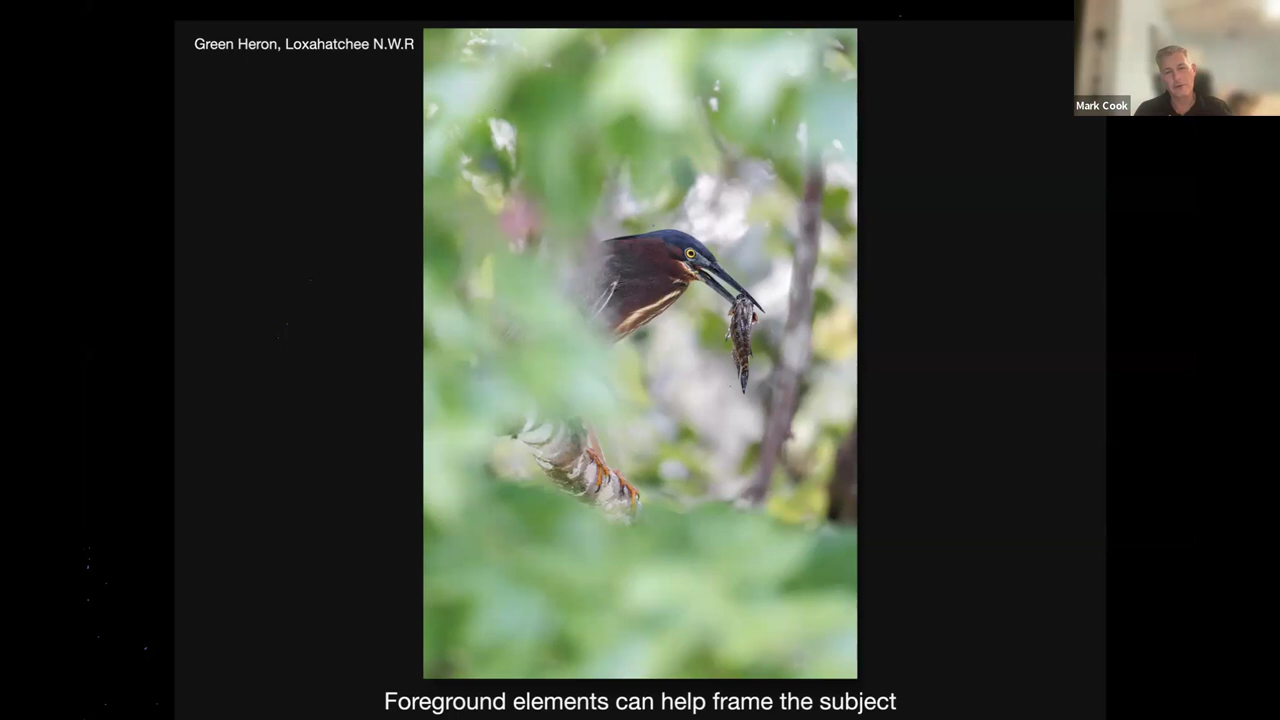 Green Heron, Loxahatchee N.W.R
Mark Cook
Foreground elements can help frame the subject